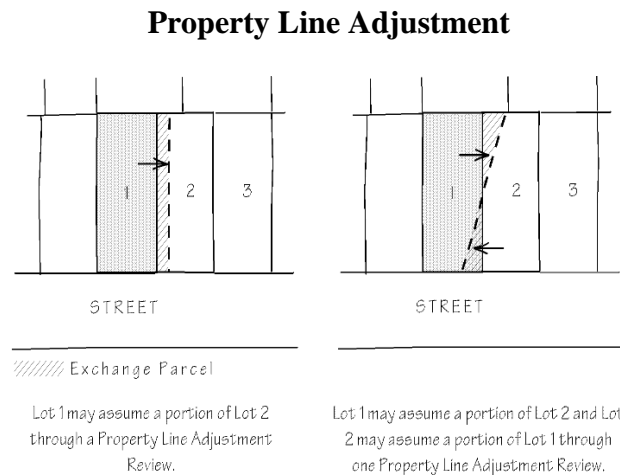 Property Line Adjustment
1
2
3
STREET
Exchange Parcel
Lot 1 may assume a portion of Lot 2
through a Property Line Adjustment
Review.
1
2
3
STREET
Lot 1 may assume a portion of Lot 2 and Lot
2 may assume a portion of Lot 1 through
one Property Line Adjustment Review.